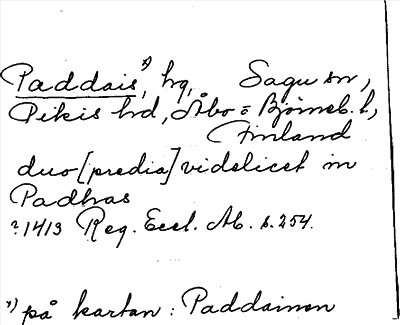 Paddais x), hg, Sagu sn,
Pikis hd, Åbo=Björneb. l,
Finland
duo [predia] videlicet in
Padhas
?1413 Reg. Eccl. Ab. s. 254.
x) på kartan: Paddainen